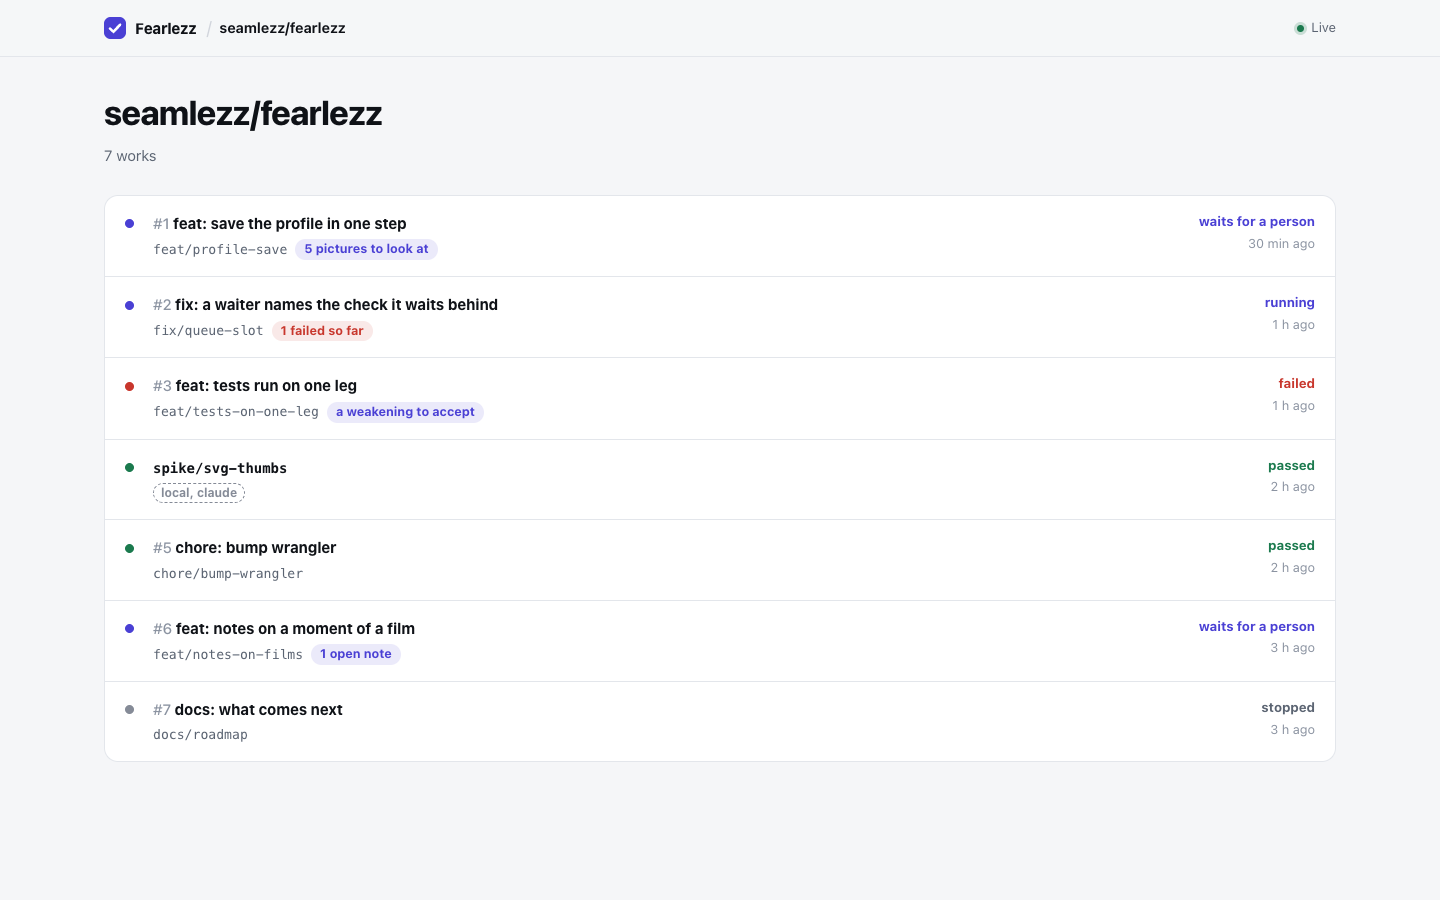 Fearlezz / seamlezz/fearlezz
Live
seamlezz/fearlezz
7 works
#1 feat: save the profile in one step
waits for a person
feat/profile-save 5 pictures to look at
30 min ago
#2 fix: a waiter names the check it waits behind
running
fix/queue-slot 1 failed so far
1 h ago
#3 feat: tests run on one leg
failed
feat/tests-on-one-leg a weakening to accept
1 h ago
spike/svg-thumbs
passed
local, claude
2 h ago
#5 chore: bump wrangler
passed
chore/bump-wrangler
2 h ago
#6 feat: notes on a moment of a film
waits for a person
feat/notes-on-films 1 open note
3 h ago
#7 docs: what comes next
stopped
docs/roadmap
3 h ago